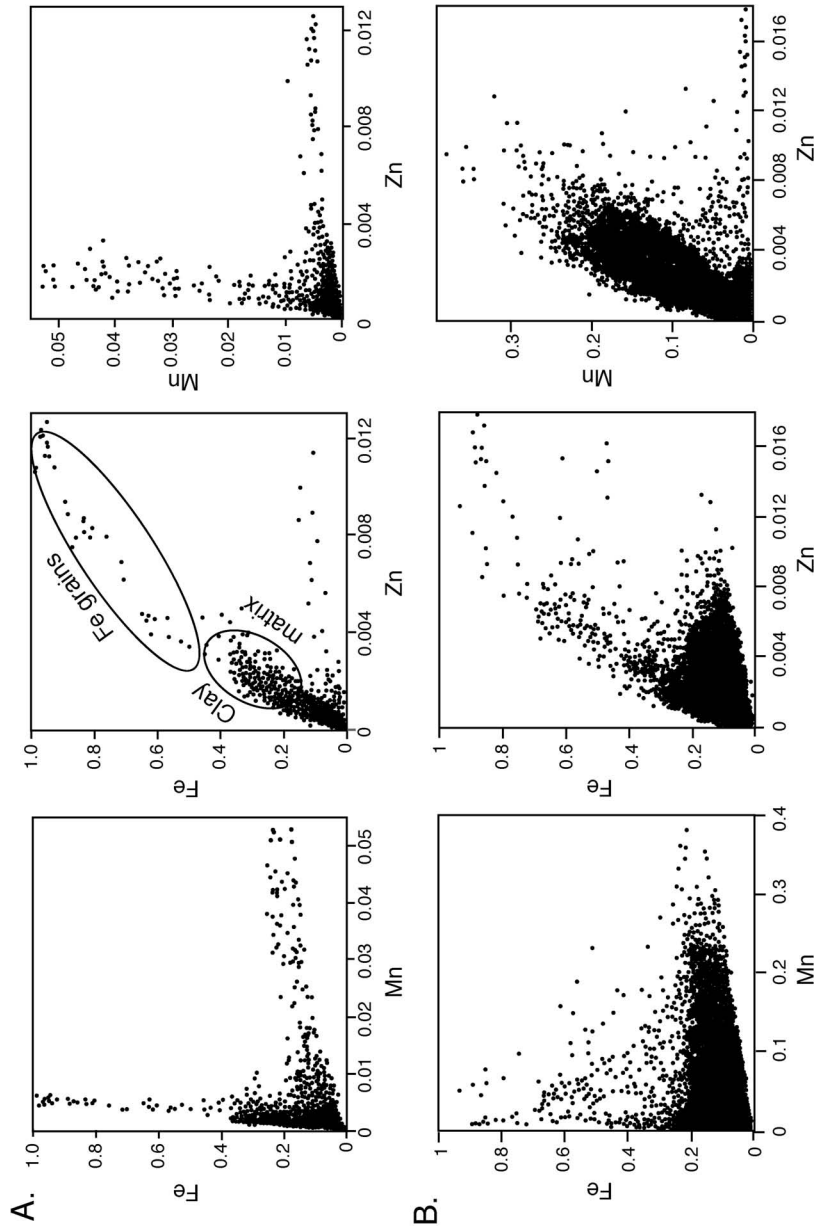 A.
Fe
1.0
0.8
0.6
0.4
0.2
0
0 0.01 0.02 0.03 0.04 0.05
Mn
Fe
1.0
0.8
0.6
0.4
0.2
0
Fe grains
Clay matrix
0 0.004 0.008 0.012
Zn
Mn
0.05
0.04
0.03
0.02
0.01
0
0 0.004 0.008 0.012
Zn
B.
Fe
1
0.8
0.6
0.4
0.2
0
0 0.1 0.2 0.3 0.4
Mn
Fe
1
0.8
0.6
0.4
0.2
0
0 0.004 0.008 0.012 0.016
Zn
Mn
0.3
0.2
0.1
0
0 0.004 0.008 0.012 0.016
Zn